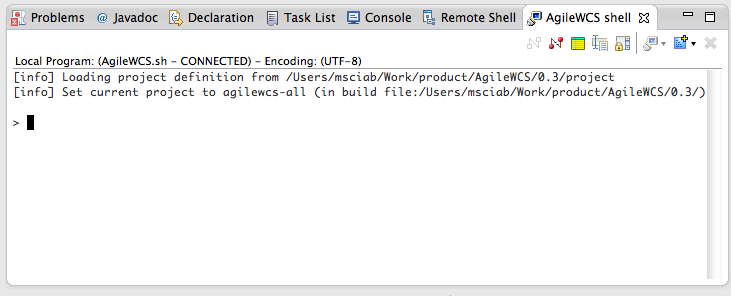 Problems @ Javadoc Declaration Task List Console Remote Shell AgileWCS shell
Local Program: (AgileWCS.sh - CONNECTED) - Encoding: (UTF-8)
[info] Loading project definition from /Users/msciab/Work/product/AgileWCS/0.3/project
[info] Set current project to agilewcs-all (in build file:/Users/msciab/Work/product/AgileWCS/0.3/)
>